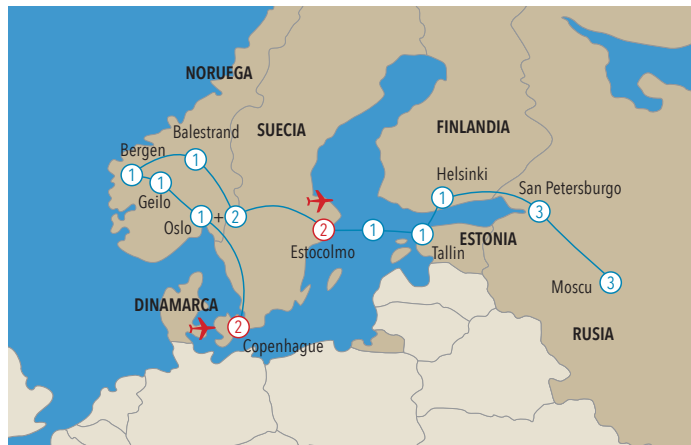 NORUEGA
SUECIA
FINLANDIA
Balestrand
Bergen
1
1
Geilo
1
Oslo
1
+
2
Helsinki
1
San Petersburgo
3
2
Estocolmo
1
1
Tallin
ESTONIA
Moscu
3
DINAMARCA
2
Copenhague
RUSIA